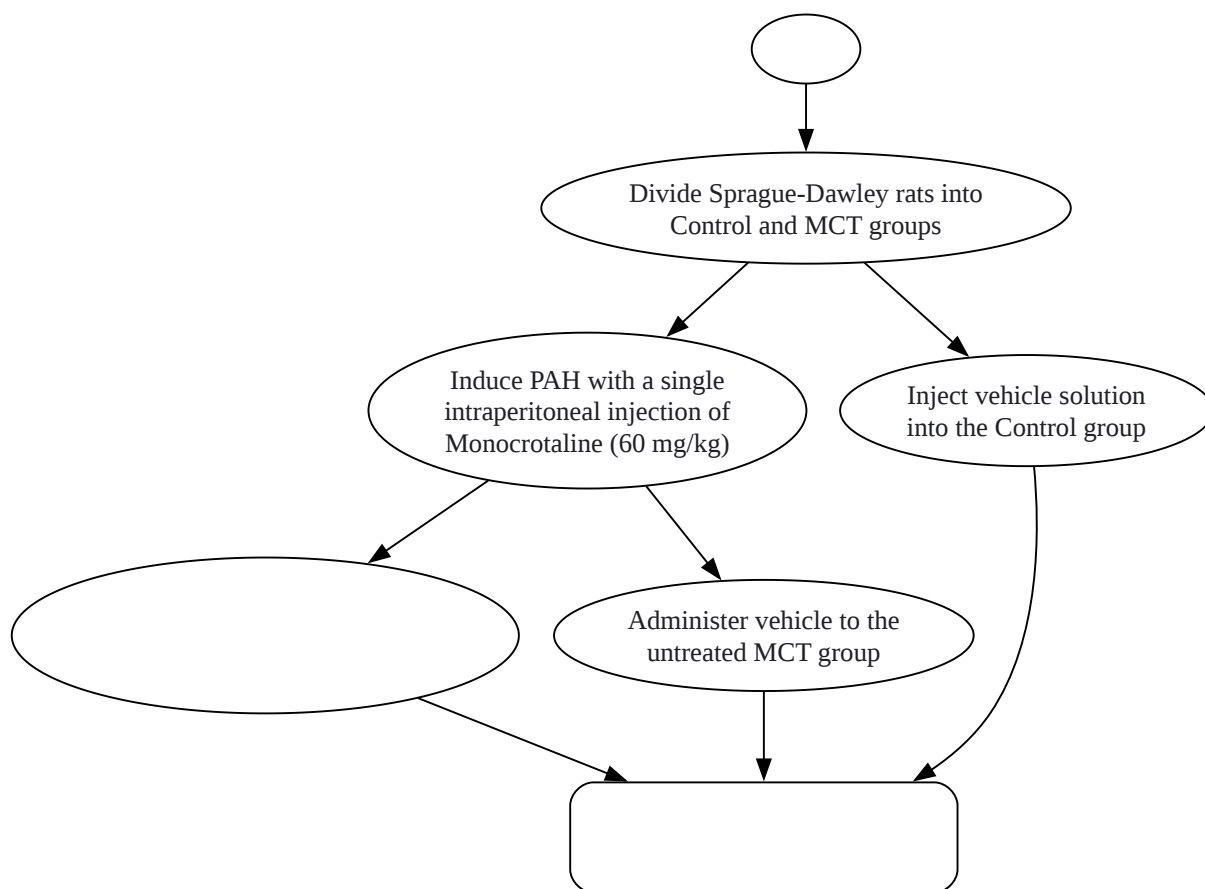 Divide Sprague-Dawley rats into
Control and MCT groups
Induce PAH with a single
intraperitoneal injection of
Monocrotaline (60 mg/kg)
Inject vehicle solution
into the Control group
Administer vehicle to the
untreated MCT group